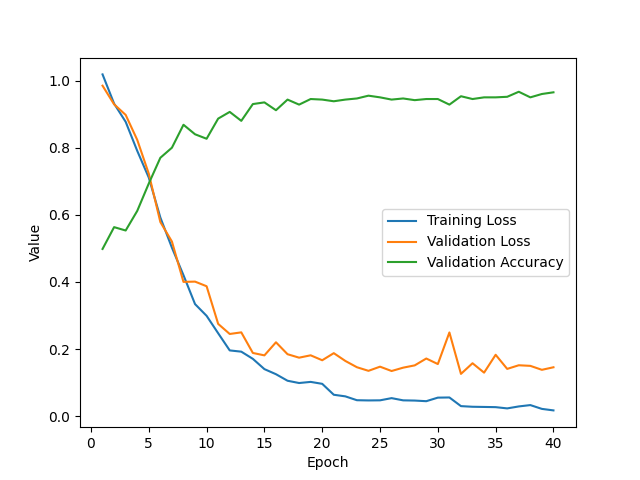 1.0
0.8
0.6
0.4
0.2
0.0
Value
Training Loss
Validation Loss
Validation Accuracy
0 5 10 15 20 25 30 35 40
Epoch